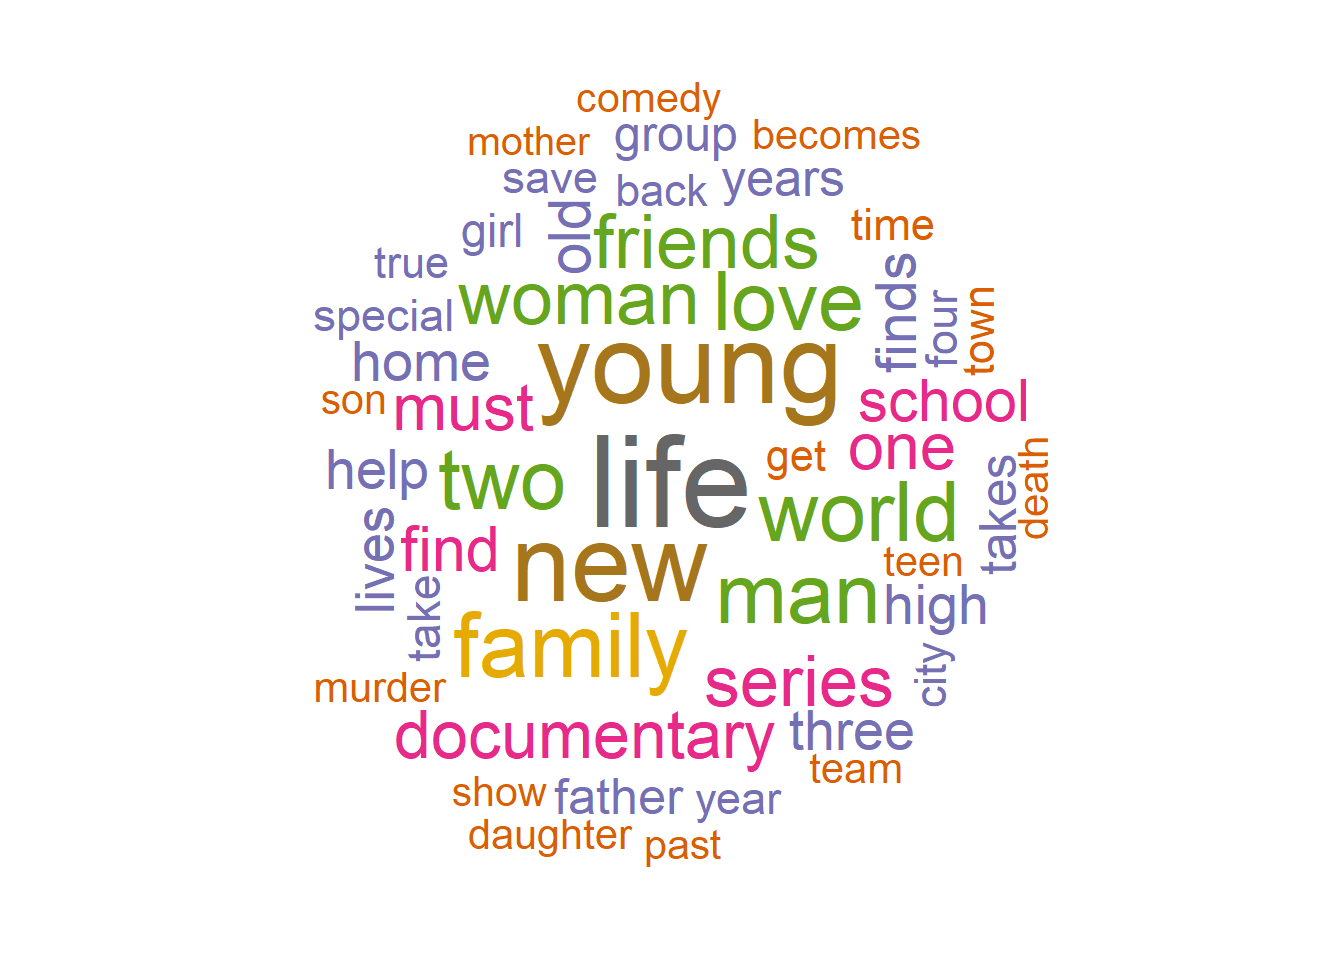 comedy
mother group becomes
save back years
girl old friends time
true
special woman love finds four town
home young
son must school
help two life get one
world takes death
lives find new teen
take man high
family
murder series city
documentary three
team
show father year
daughter past